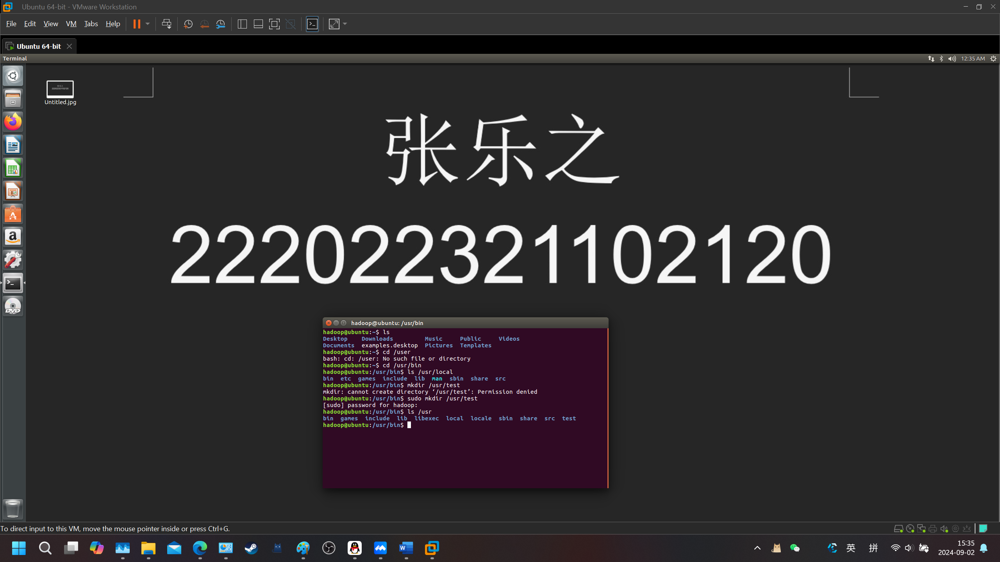 Ubuntu 64-bit - VMware Workstation
File Edit View VM Tabs Help
Ubuntu 64-bit
Terminal
12:35 AM
Untitled.jpg
张乐之
222022321102120
hadoop@ubuntu: /usr/bin
hadoop@ubuntu:~$ ls
Desktop Downloads Music Public Videos
Documents examples.desktop Pictures Templates
hadoop@ubuntu:~$ cd /user
bash: cd: /user: No such file or directory
hadoop@ubuntu:~$ cd /usr/bin
hadoop@ubuntu:/usr/bin$ ls /usr/local
bin etc games include lib man sbin share src
hadoop@ubuntu:/usr/bin$ mkdir /usr/test
mkdir: cannot create directory ‘/usr/test’: Permission denied
hadoop@ubuntu:/usr/bin$ sudo mkdir /usr/test
[sudo] password for hadoop:
hadoop@ubuntu:/usr/bin$ ls /usr
bin games include lib libexec local locale sbin share src test
hadoop@ubuntu:/usr/bin$
To direct input to this VM, move the mouse pointer inside or press Ctrl+G.
英 拼
15:35
2024-09-02